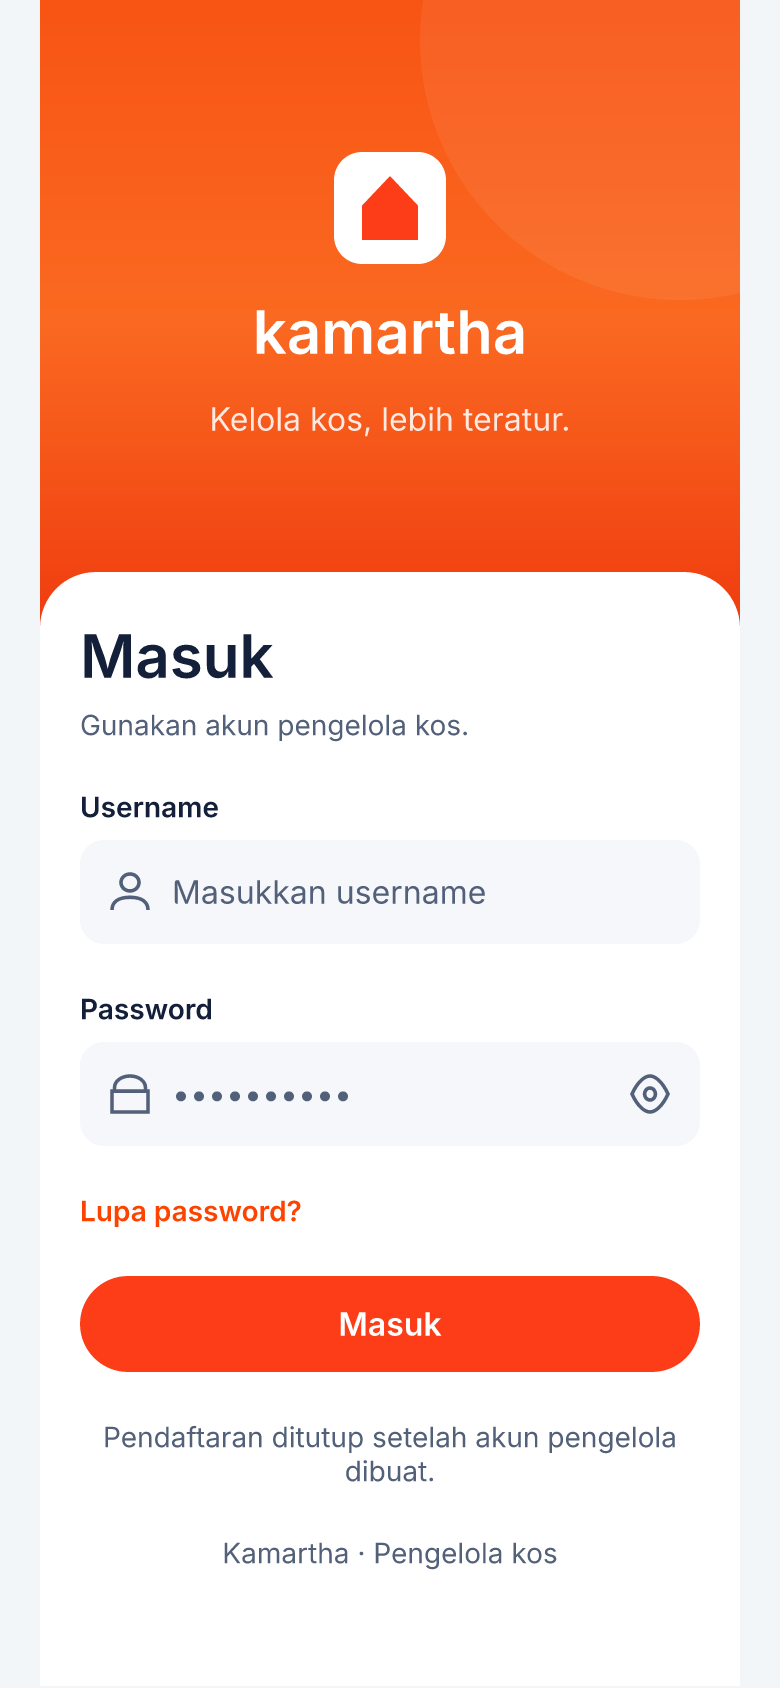 kamartha
Kelola kos, lebih teratur.
Masuk
Gunakan akun pengelola kos.
Username
Masukkan username
Password
••••••••••
Lupa password?
Masuk
Pendaftaran ditutup setelah akun pengelola
dibuat.
Kamartha · Pengelola kos